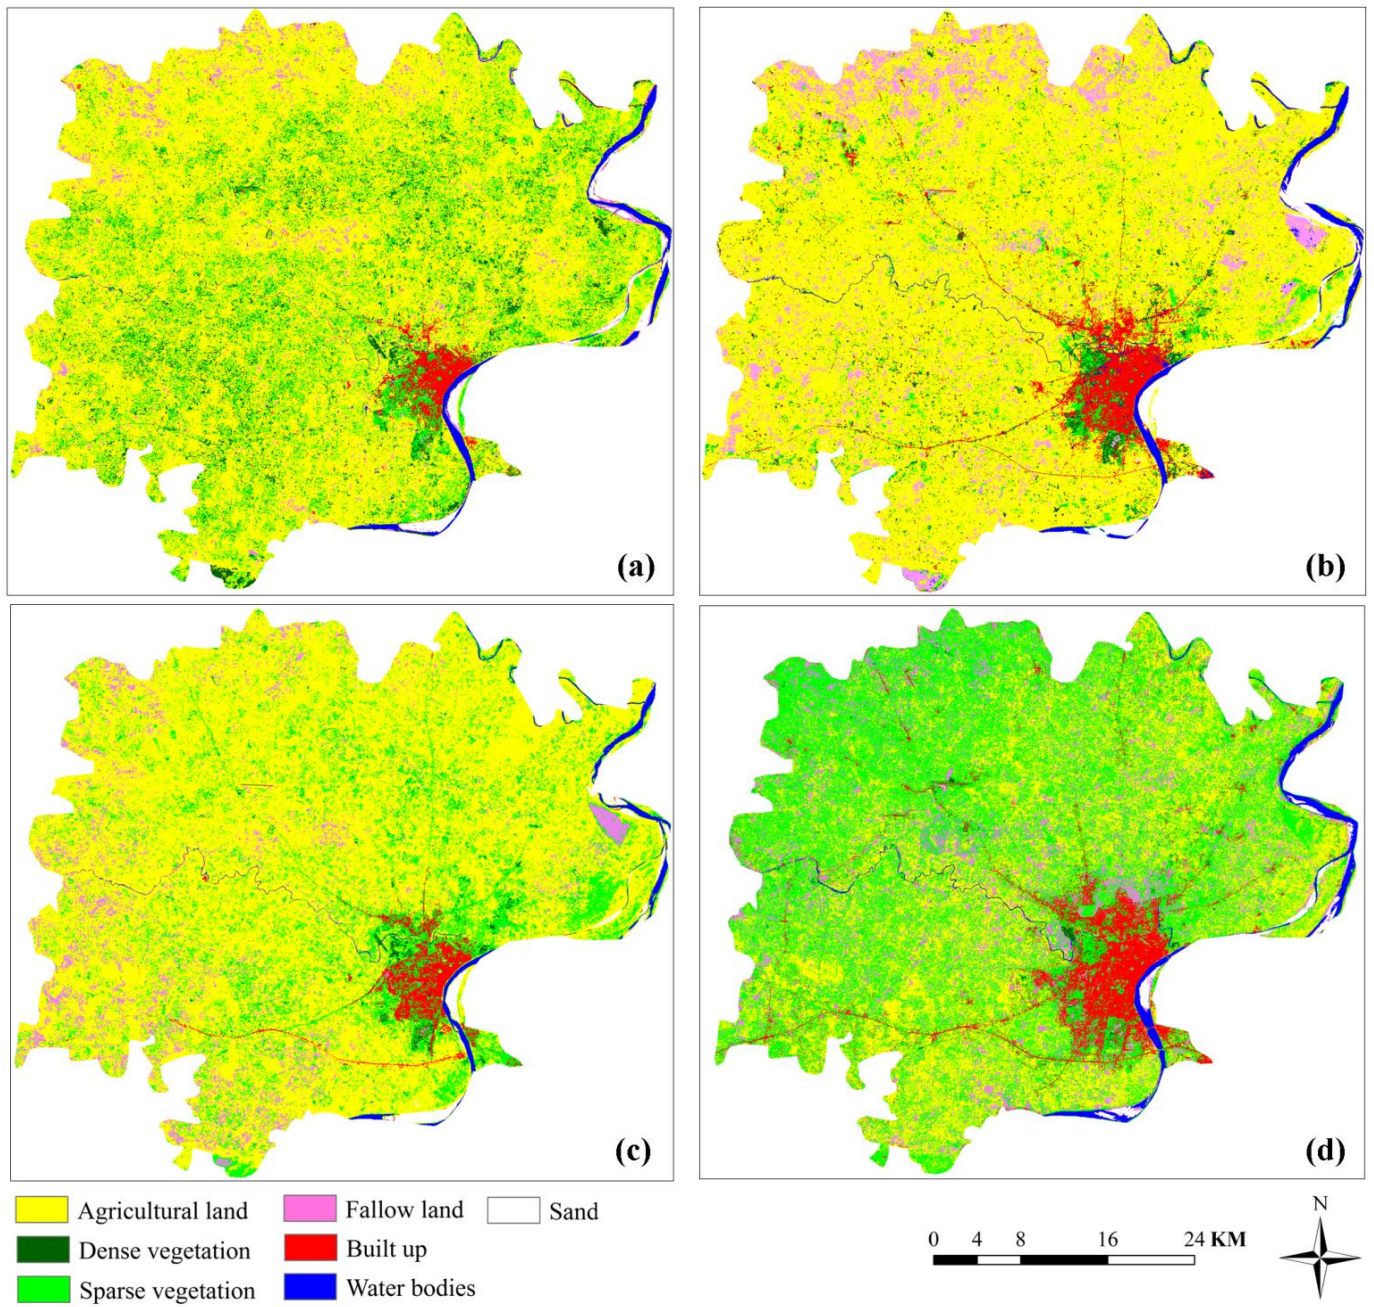 (a)
(b)
(c)
(d)
Agricultural land
Fallow land
Sand
Dense vegetation
Built up
Sparse vegetation
Water bodies
0 4 8 16 24 KM
N